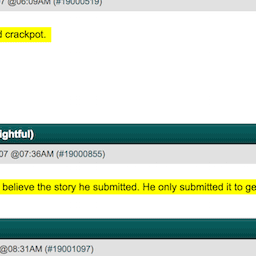 07 @06:09AM (#19000519)
d crackpot.
ightful)
07 @07:36AM (#19000855)
believe the story he submitted. He only submitted it to ge
@08:31AM (#19001097)